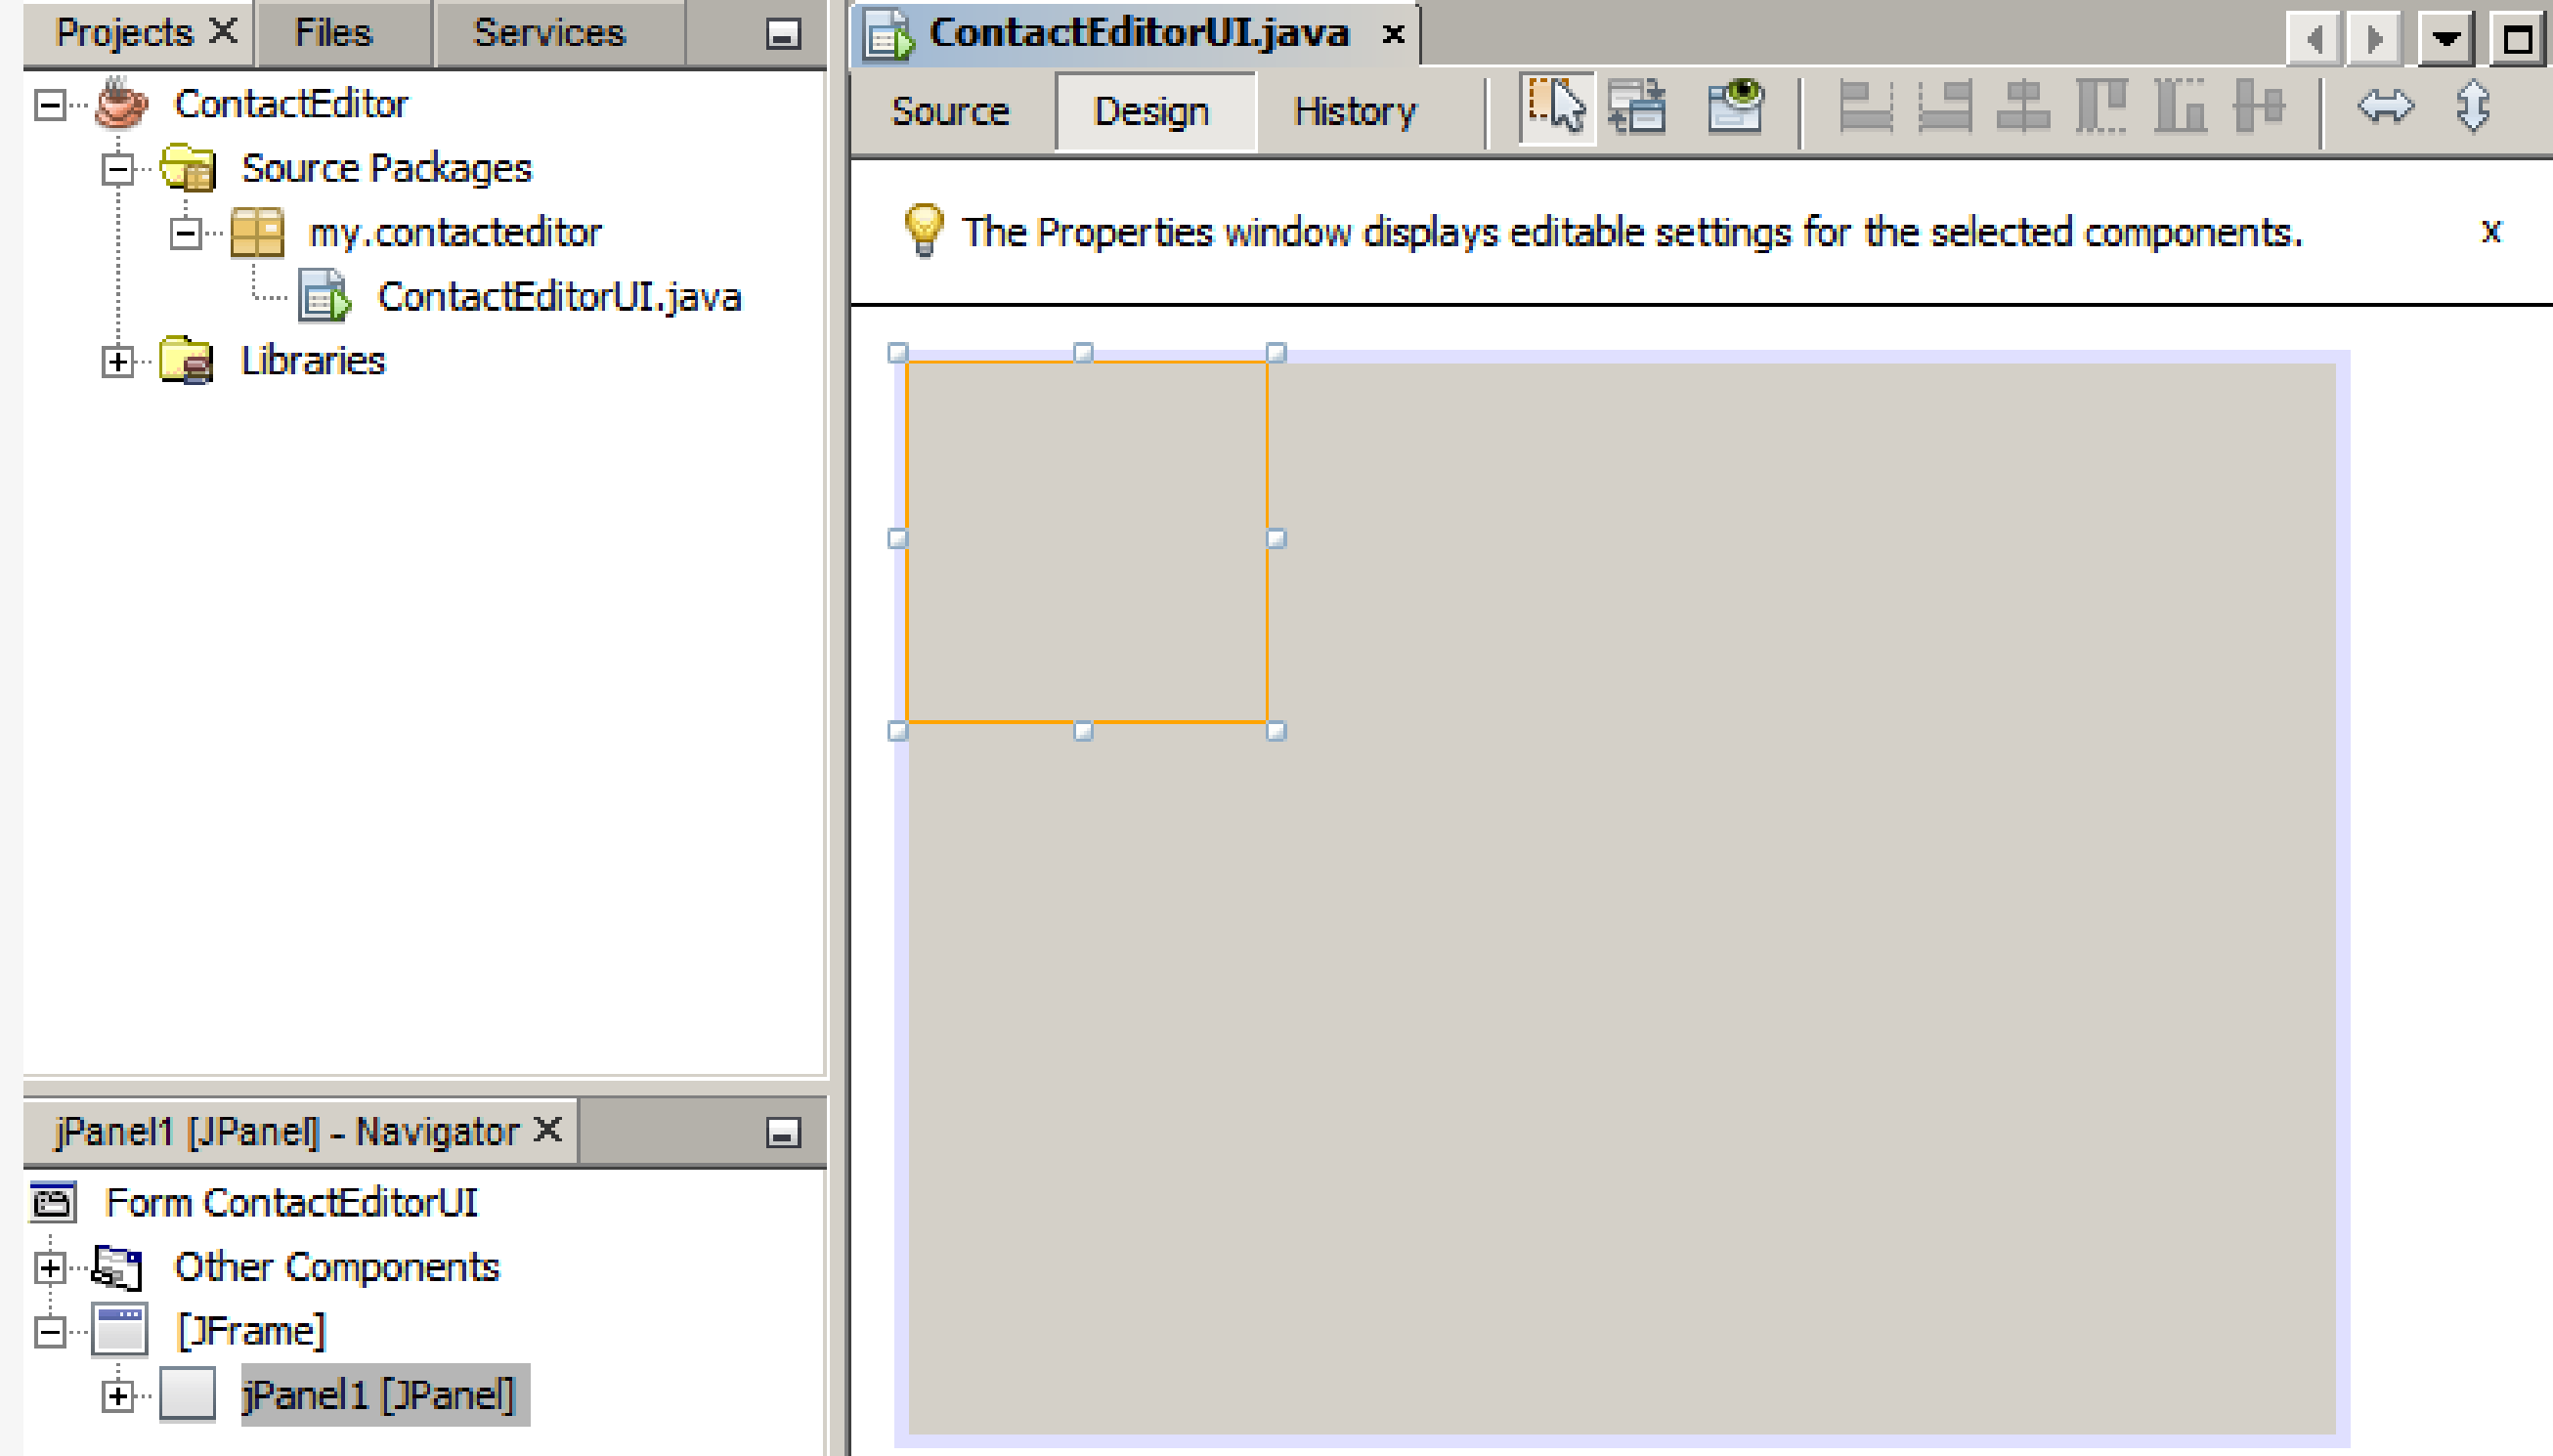 Projects
Files
Services
ContactEditor
Source Packages
my.contacteditor
ContactEditorUI.java
Libraries
jPanel1 [JPanel] - Navigator
Form ContactEditorUI
Other Components
[JFrame]
jPanel1 [JPanel]
ContactEditorUI.java
Source
Design
History
The Properties window displays editable settings for the selected components.
x